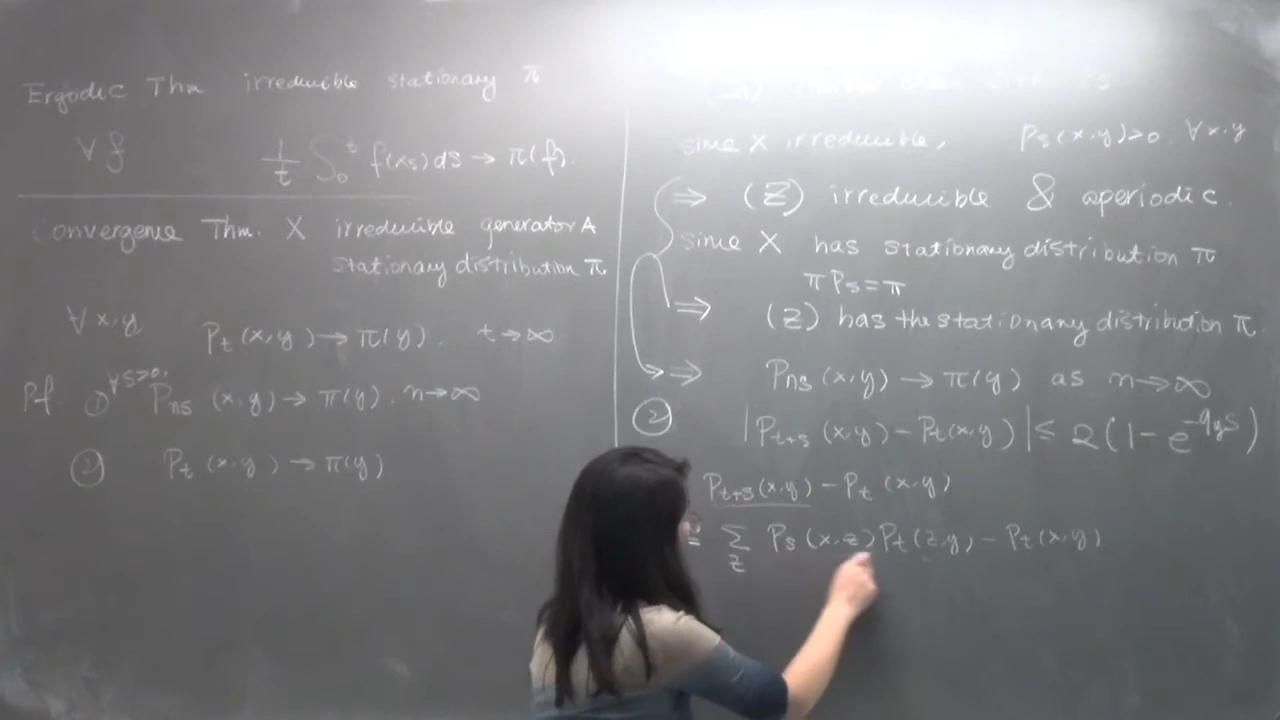 Ergodic Thm irreducible stationary π
∀ f 1/t ∫₀ᵗ f(xs) ds → π(f).
Convergence Thm. X irreducible generator A
stationary distribution π
∀ x,y Pt(x,y) → π(y), t → ∞
Pf. ① ∀s>0. Pns (x,y) → π(y), n → ∞
② Pt (x,y) → π(y)
since X irreducible, Ps(x,y)>0. ∀ x,y
⇒ (Z) irreducible & aperiodic.
since X has stationary distribution π
π Ps = π
⇒ (Z) has the stationary distribution π.
⇒ Pns (x,y) → π(y) as n → ∞
② |Pt+s (x,y) − Pt(x,y)| ≤ 2(1 − e^{-qys})
Pt+s(x,y) − Pt (x,y)
= ∑z Ps (x,z) Pt (z,y) − Pt(x,y)